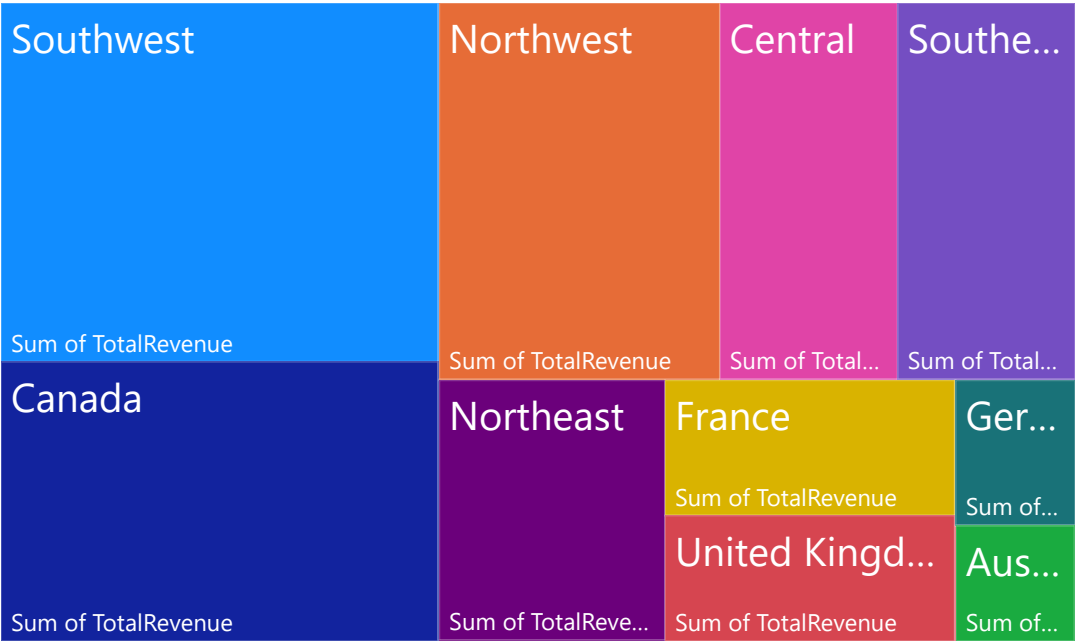 Southwest
Sum of TotalRevenue
Canada
Sum of TotalRevenue
Northwest
Sum of TotalRevenue
Central
Sum of Total...
Southe...
Sum of Total...
Northeast
Sum of TotalReve...
France
Sum of TotalRevenue
United Kingd...
Sum of TotalRevenue
Ger...
Sum of...
Aus...
Sum of...